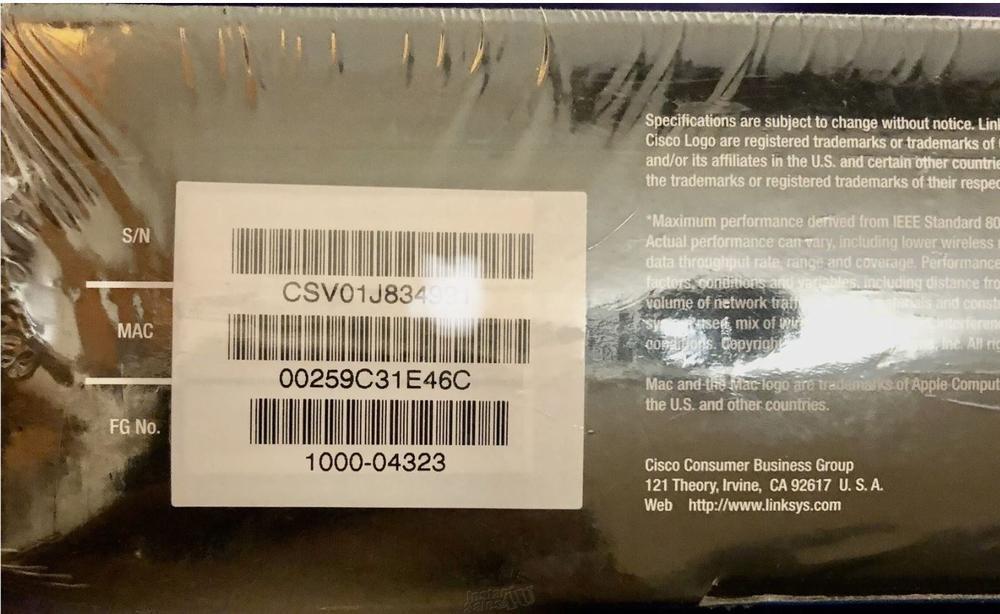 S/N
CSV01J834
MAC
00259C31E46C
FG No.
1000-04323
Specifications are subject to change without notice.
Cisco Logo are registered trademarks or trademarks of
and/or its affiliates in the U.S. and certain other
the trademarks or registered trademarks of their
*Maximum performance derived from IEEE Standard
Actual performance can vary, including lower wireless
data throughput rate, range and coverage. Performance
factors, conditions and variables, including distance
volume of network
used, mix of
Copyright
Mac and the Mac logo are trademarks of Apple
the U.S. and other countries.
Cisco Consumer Business Group
121 Theory, Irvine, CA 92617 U. S. A.
Web http://www.linksys.com